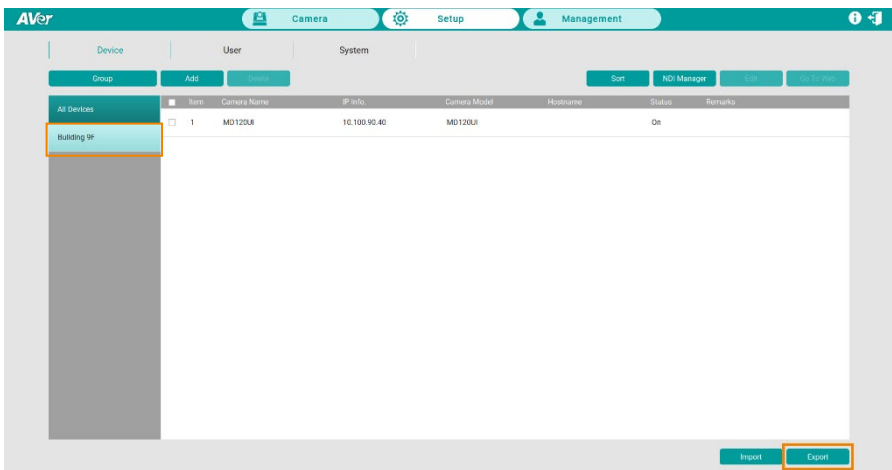 AVer Camera Setup Management
Device User System
Group Add Delete Sort NDI Manager Edit Go To Web
All Devices
Building 9F
Item Camera Name IP Info. Camera Model Hostname Status Remarks
1 MD120UI 10.100.90.40 MD120UI On
Import Export